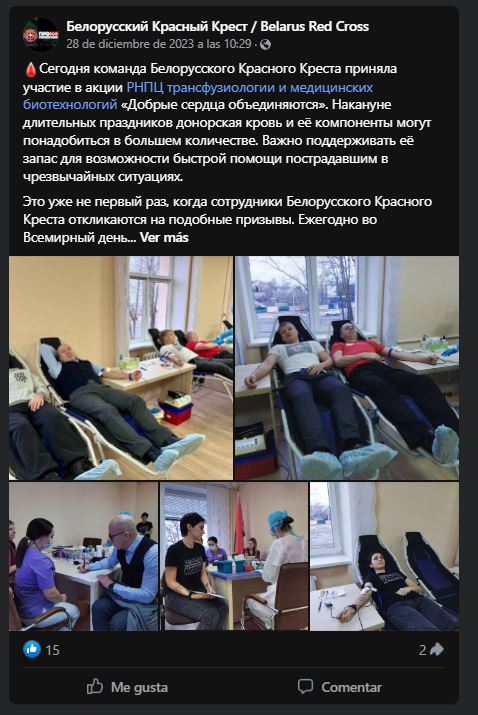 Белорусский Красный Крест / Belarus Red Cross
28 de diciembre de 2023 a las 10:29 ·
Сегодня команда Белорусского Красного Креста приняла
участие в акции РНПЦ трансфузиологии и медицинских
биотехнологий «Добрые сердца объединяются». Накануне
длительных праздников донорская кровь и её компоненты могут
понадобиться в большем количестве. Важно поддерживать её
запас для возможности быстрой помощи пострадавшим в
чрезвычайных ситуациях.
Это уже не первый раз, когда сотрудники Белорусского Красного
Креста откликаются на подобные призывы. Ежегодно во
Всемирный день... Ver más
15
2
Me gusta
Comentar